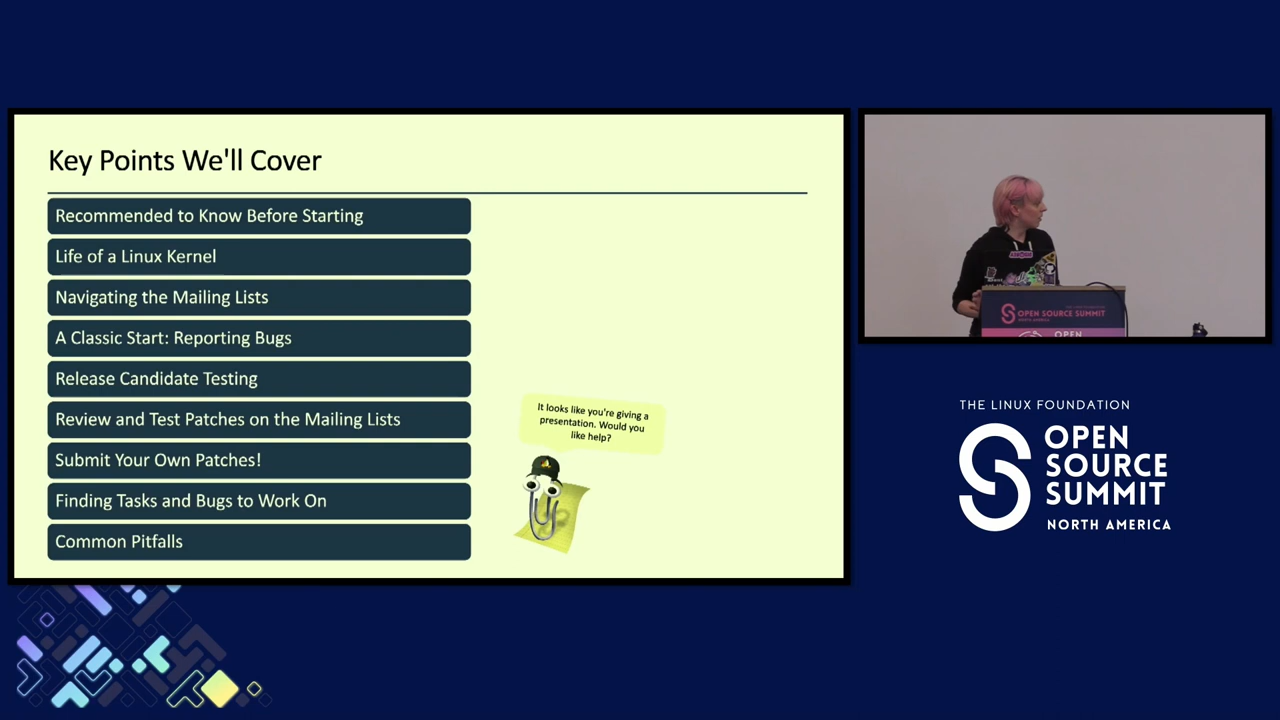 Key Points We'll Cover
Recommended to Know Before Starting
Life of a Linux Kernel
Navigating the Mailing Lists
A Classic Start: Reporting Bugs
Release Candidate Testing
Review and Test Patches on the Mailing Lists
Submit Your Own Patches!
Finding Tasks and Bugs to Work On
Common Pitfalls
It looks like you're giving a
presentation. Would you
like help?
OPEN SOURCE SUMMIT
NORTH AMERICA
OPEN
THE LINUX FOUNDATION
OPEN
SOURCE
SUMMIT
NORTH AMERICA